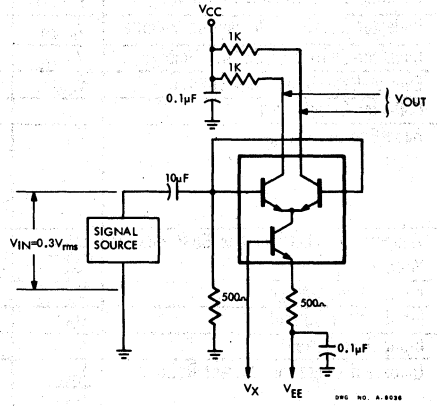 VCC
1K
1K
0.1µF
VOUT
10µF
VIN=0.3Vrms
SIGNAL
SOURCE
500Ω
500Ω
0.1µF
VX
VEE
DWG NO. A-8036